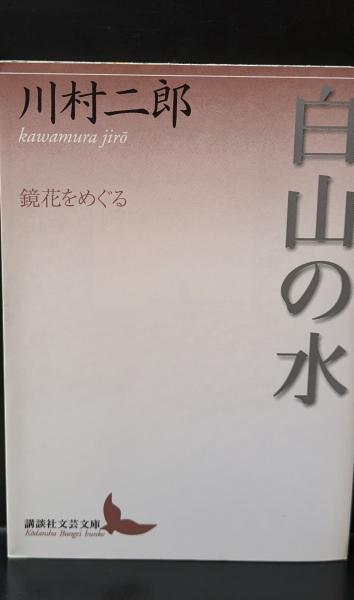 川村二郎
kawamura jirō
鏡花をめぐる
白山の水
講談社文芸文庫
Kōdansha Bungei bunko